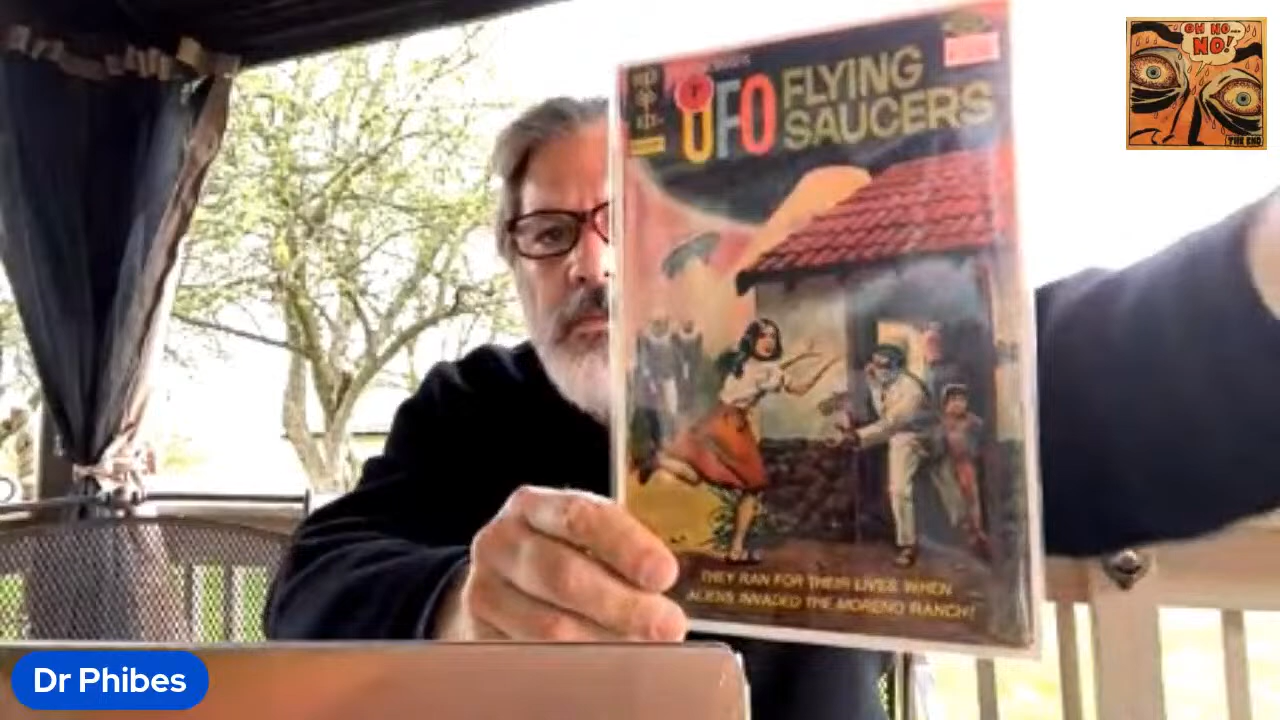 OH NO...
NO!
THE END
UFO FLYING
SAUCERS
THEY RAN FOR THEIR LIVES WHEN
ALIENS INVADED THE MORENO RANCH!
Dr Phibes